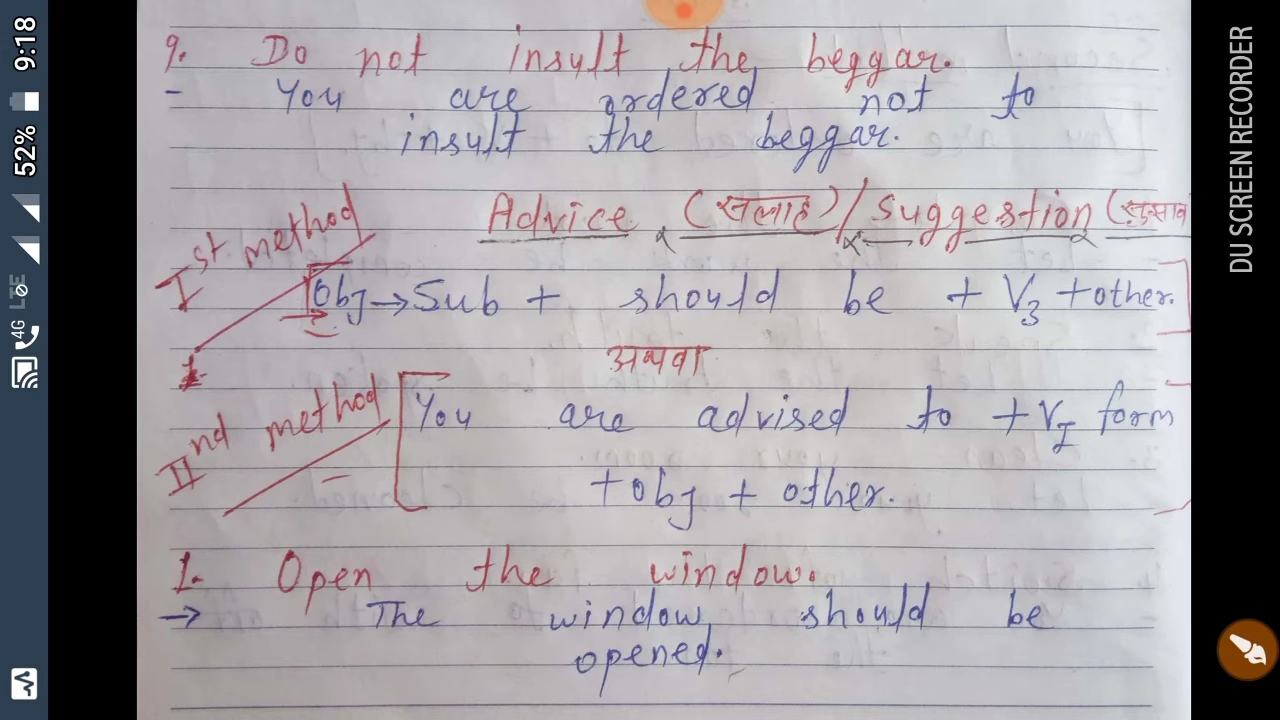 9. Do not insult the beggar.
- You are ordered not to
insult the beggar.
Advice (सलाह) / Suggestion (सुझाव
Ist method
Obj → Sub + should be + V3 + other.
अथवा
IInd method
You are advised to + VI form
+ obj + other.
1. Open the window.
→ The window should be
opened.
9:18
52%
4G LTE
DU SCREEN RECORDER